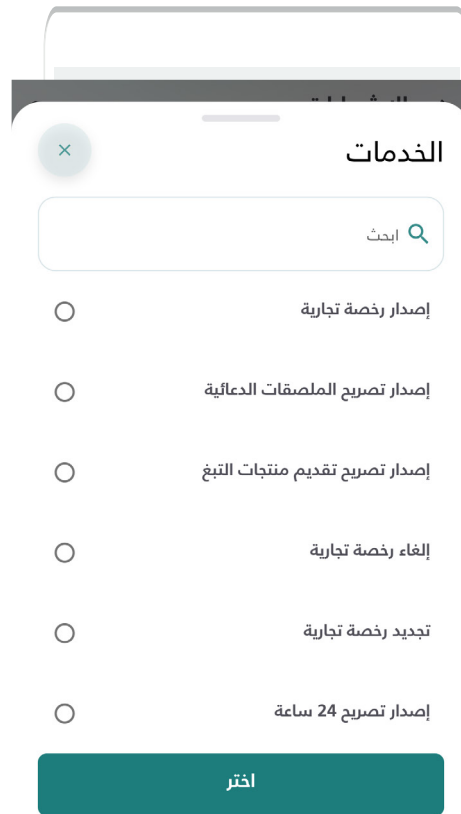 الخدمات
ابحث
إصدار رخصة تجارية
إصدار تصريح الملصقات الدعائية
إصدار تصريح تقديم منتجات التبغ
إلغاء رخصة تجارية
تجديد رخصة تجارية
إصدار تصريح 24 ساعة
اختر